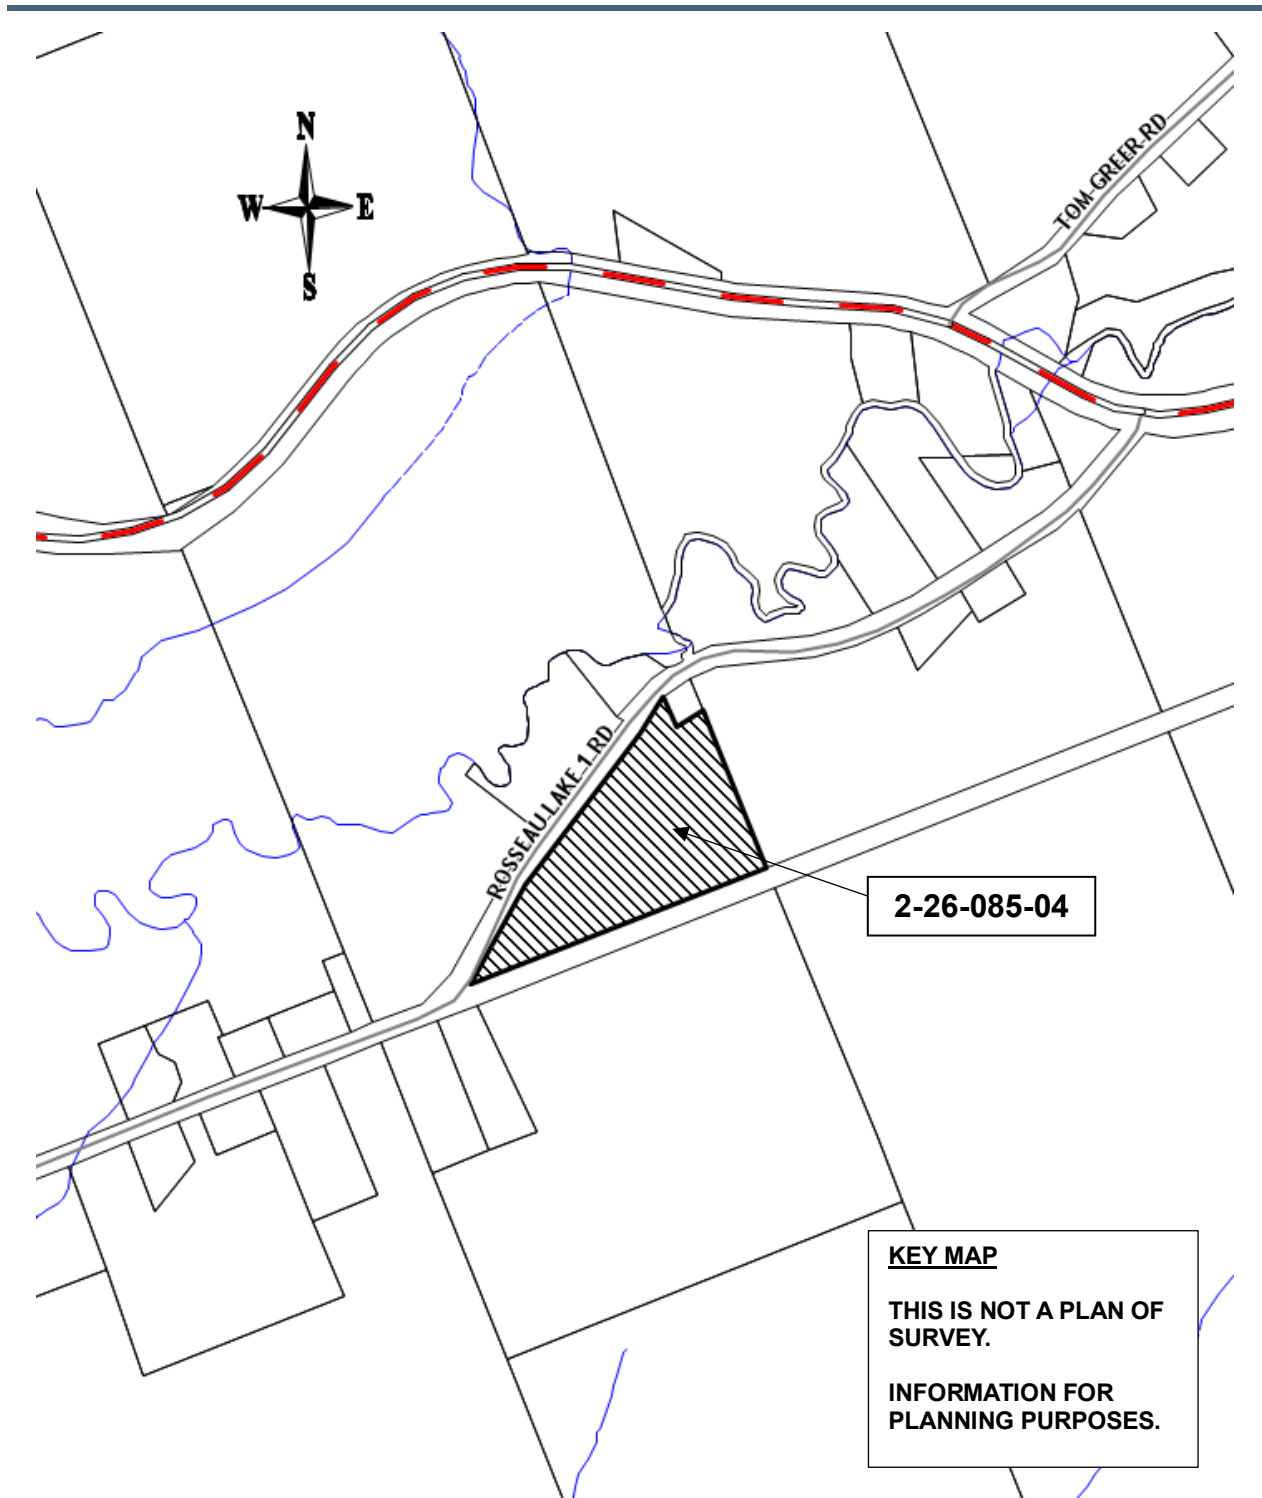 N
TOM-GREER-RD
W
E
S
ROSSEAU-LAKE-1-RD
2-26-085-04
KEY MAP
THIS IS NOT A PLAN OF
SURVEY.
INFORMATION FOR
PLANNING PURPOSES.